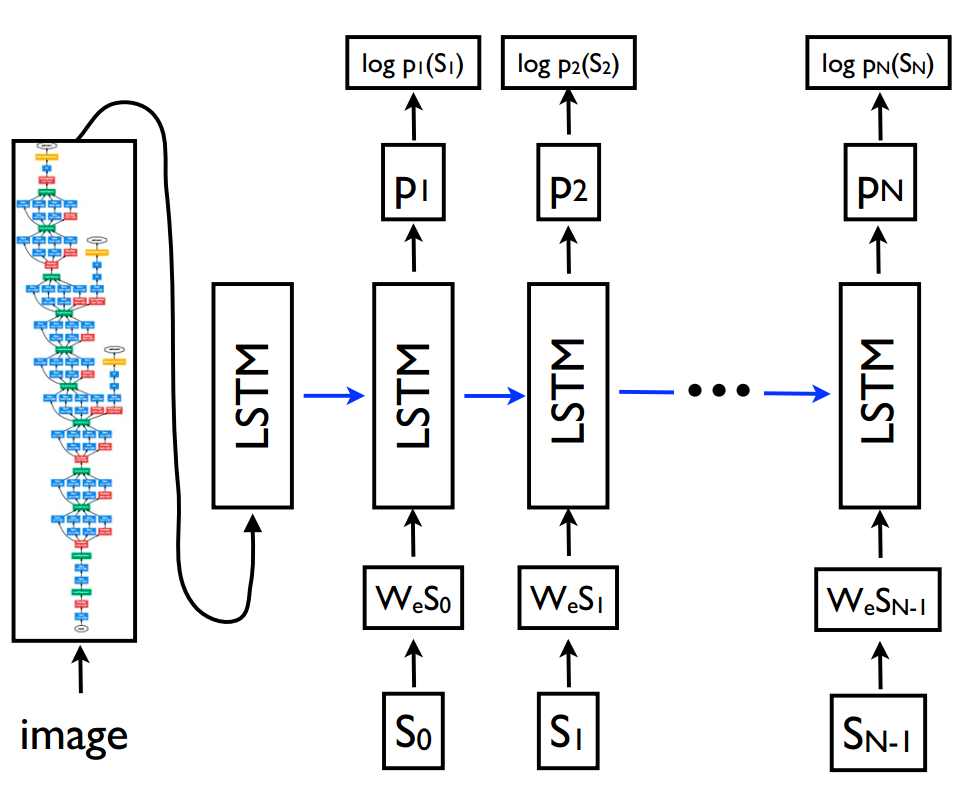 log p1(S1) log p2(S2) log pN(SN)
p1 p2 pN
LSTM LSTM LSTM LSTM
WeS0 WeS1 WeSN-1
image S0 S1 SN-1